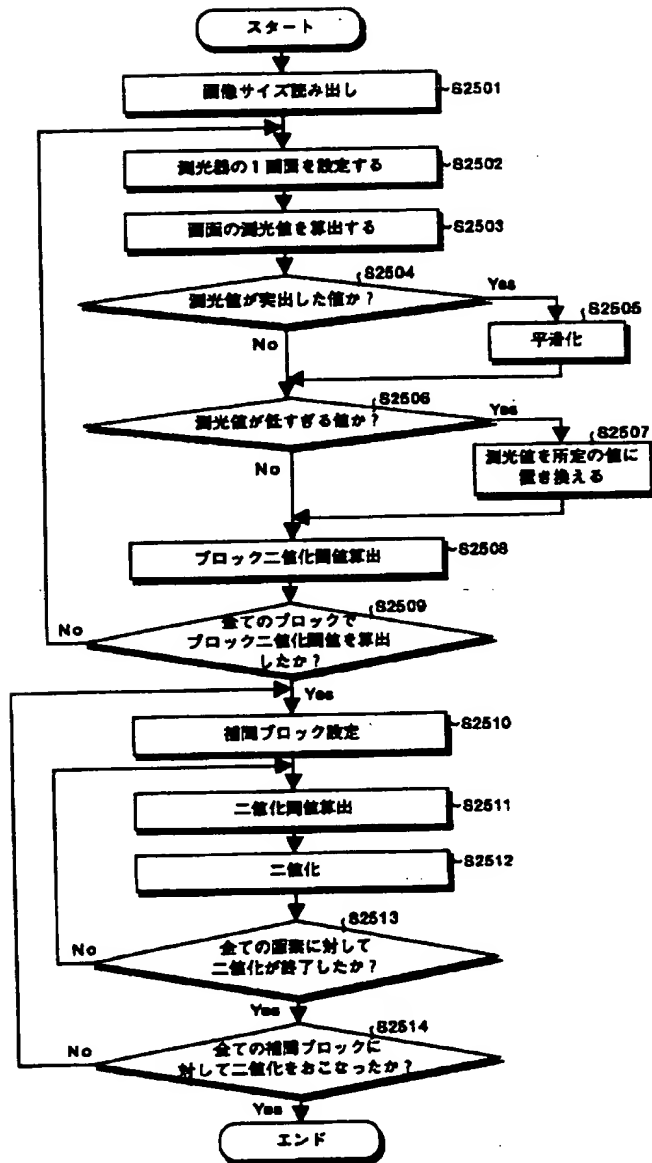 スタート
画像サイズ読み出し
S2501
測光器の1画面を設定する
S2502
画面の測光値を算出する
S2503
S2504
測光値が突出した値か?
Yes
S2505
平滑化
No
S2506
測光値が低すぎる値か?
Yes
S2507
測光値を所定の値に
置き換える
No
ブロック二値化閾値算出
S2508
S2509
全てのブロックで
ブロック二値化閾値を算出
したか?
No
Yes
補間ブロック設定
S2510
二値化閾値算出
S2511
二値化
S2512
S2513
全ての画素に対して
二値化が終了したか?
No
Yes
S2514
全ての補間ブロックに
対して二値化をおこなったか?
No
Yes
エンド